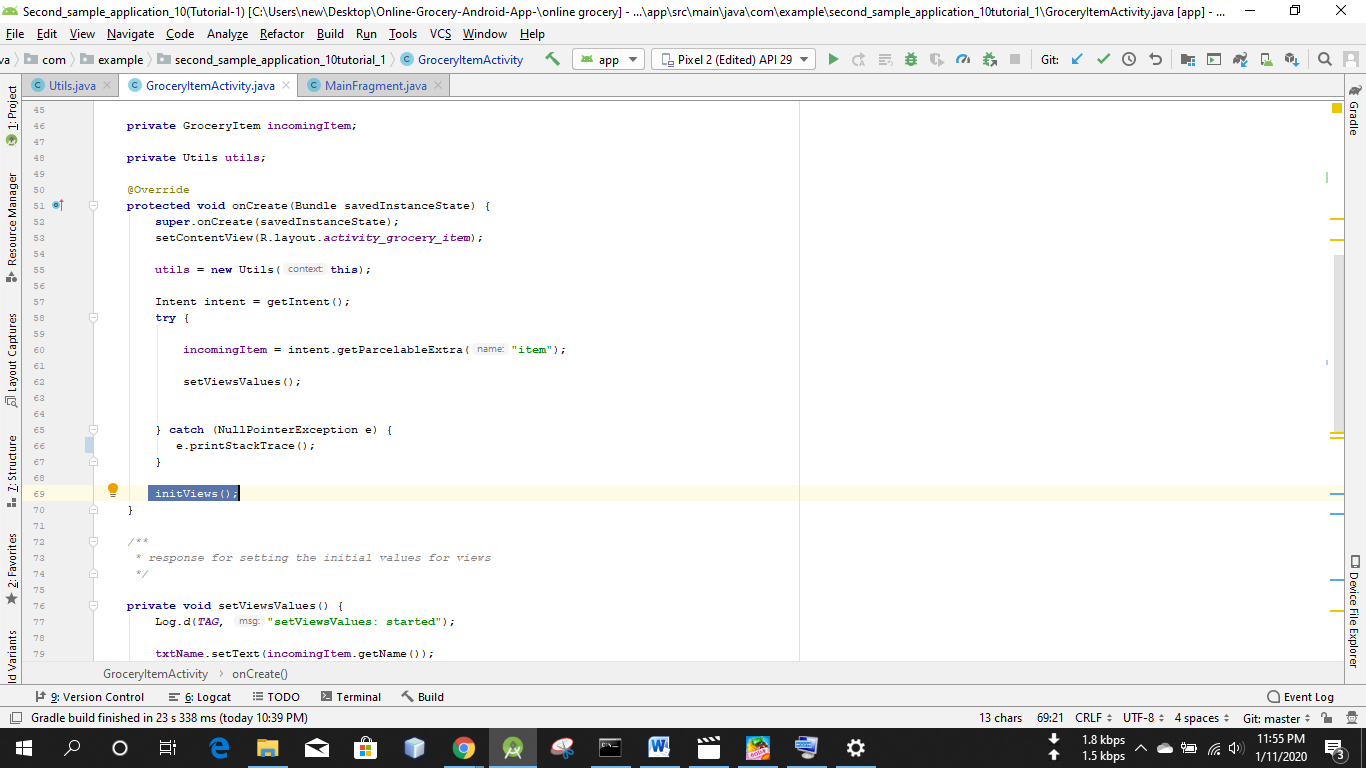 Second_sample_application_10(Tutorial-1) [C:\Users\new\Desktop\Online-Grocery-Android-App-\online grocery] - ...\app\src\main\java\com\example\second_sample_application_10tutorial_1\GroceryItemActivity.java [app] - ...
File Edit View Navigate Code Analyze Refactor Build Run Tools VCS Window Help
va com example second_sample_application_10tutorial_1 GroceryItemActivity app Pixel 2 (Edited) API 29 Git:
Utils.java GroceryItemActivity.java MainFragment.java
1: Project
Resource Manager
Layout Captures
7: Structure
2: Favorites
ld Variants
Gradle
Device File Explorer
45
46 private GroceryItem incomingItem;
47
48 private Utils utils;
49
50 @Override
51 protected void onCreate(Bundle savedInstanceState) {
52 super.onCreate(savedInstanceState);
53 setContentView(R.layout.activity_grocery_item);
54
55 utils = new Utils( context: this);
56
57 Intent intent = getIntent();
58 try {
59
60 incomingItem = intent.getParcelableExtra( name: "item");
61
62 setViewsValues();
63
64
65 } catch (NullPointerException e) {
66 e.printStackTrace();
67 }
68
69 initViews();
70 }
71
72 /**
73 * response for setting the initial values for views
74 */
75
76 private void setViewsValues() {
77 Log.d(TAG, msg: "setViewsValues: started");
78
79 txtName.setText(incomingItem.getName());
GroceryItemActivity > onCreate()
9: Version Control 6: Logcat TODO Terminal Build Event Log
Gradle build finished in 23 s 338 ms (today 10:39 PM) 13 chars 69:21 CRLF UTF-8 4 spaces Git: master
1.8 kbps
1.5 kbps
11:55 PM
1/11/2020
3